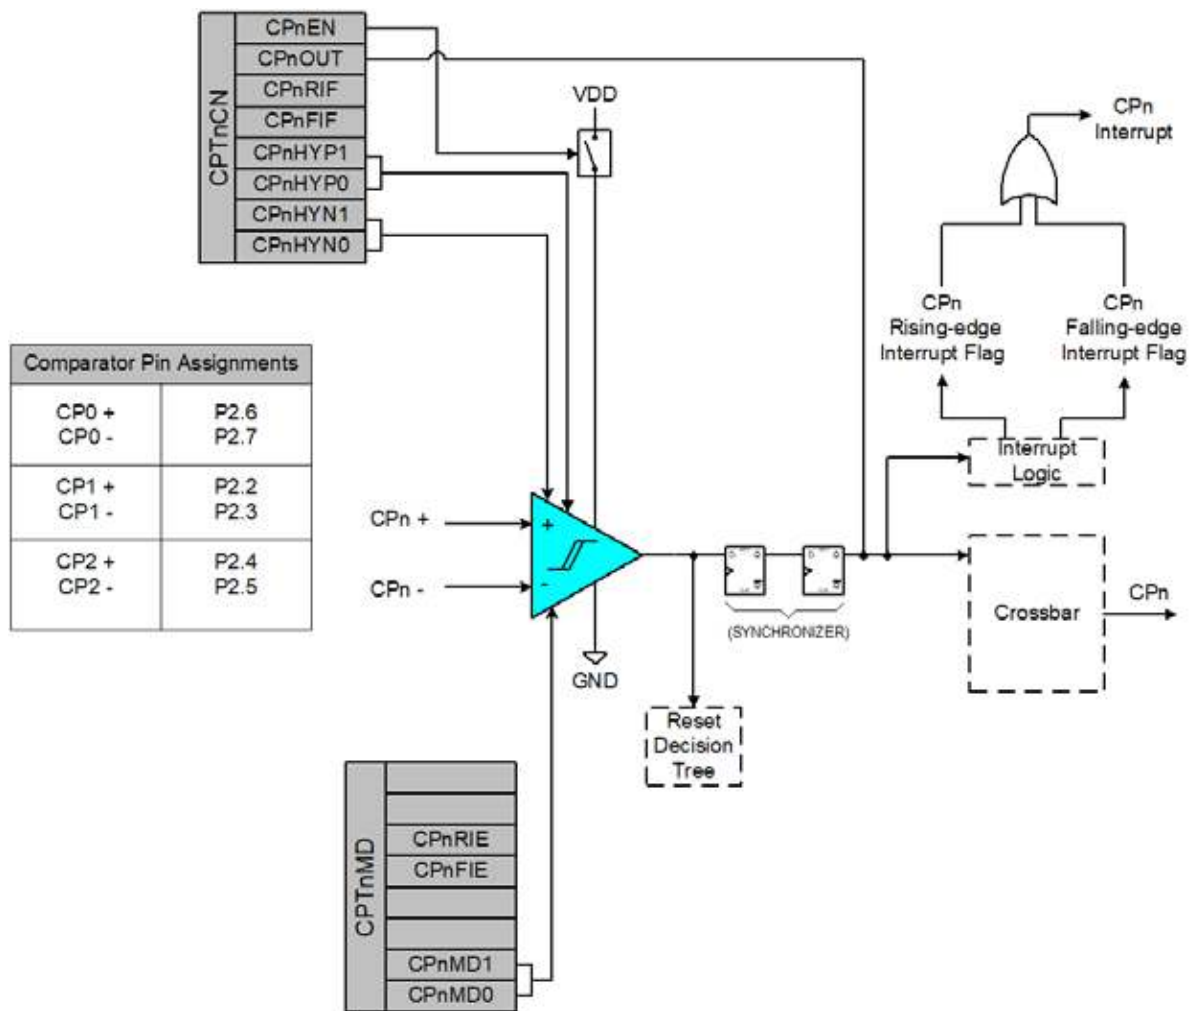 CPTnCN
CPnEN
CPnOUT
CPnRIF
CPnFIF
CPnHYP1
CPnHYP0
CPnHYN1
CPnHYN0
VDD
CPn
Interrupt
CPn
Rising-edge
Interrupt Flag
CPn
Falling-edge
Interrupt Flag
Comparator Pin Assignments
CP0 + P2.6
CP0 - P2.7
CP1 + P2.2
CP1 - P2.3
CP2 + P2.4
CP2 - P2.5
Interrupt
Logic
CPn +
CPn -
+
-
GND
(SYNCHRONIZER)
Crossbar
CPn
Reset
Decision
Tree
CPTnMD
CPnRIE
CPnFIE
CPnMD1
CPnMD0